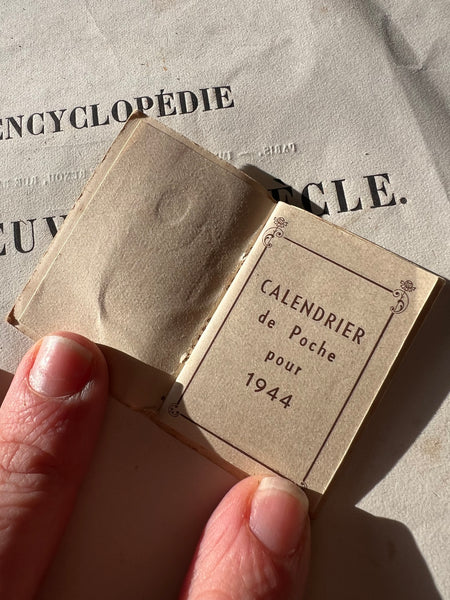 ENCYCLOPÉDIE
CLE.
CALENDRIER
de Poche
pour
1944